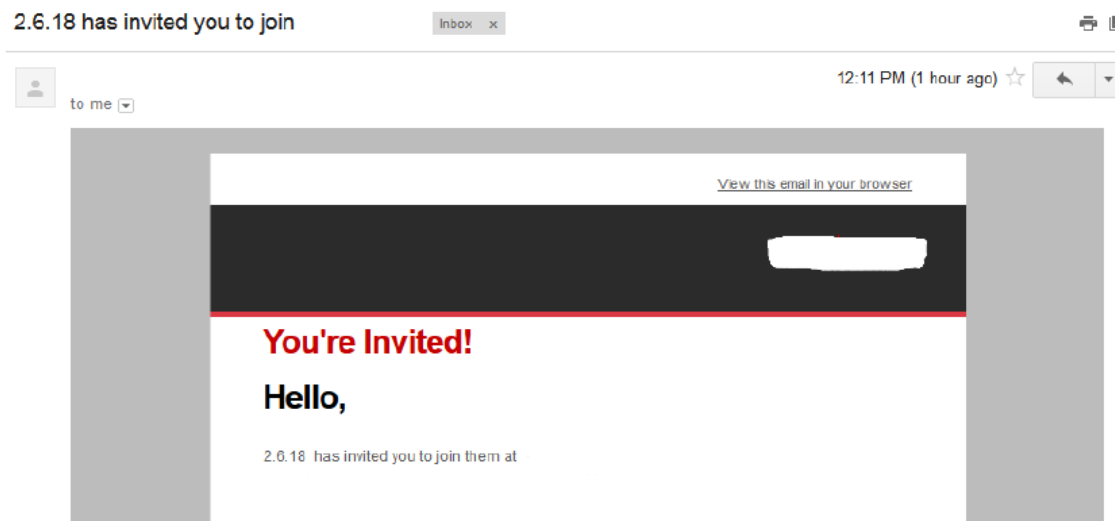 2.6.18 has invited you to join
Inbox x
12:11 PM (1 hour ago)
to me
View this email in your browser
You're Invited!
Hello,
2.6.18 has invited you to join them at